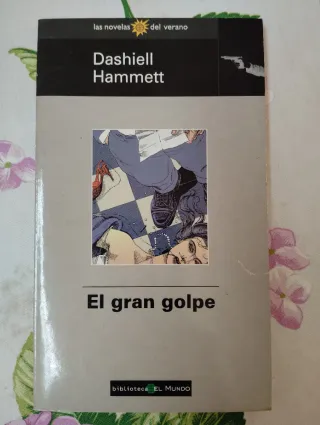 las novelas del verano
Dashiell
Hammett
El gran golpe
biblioteca EL MUNDO